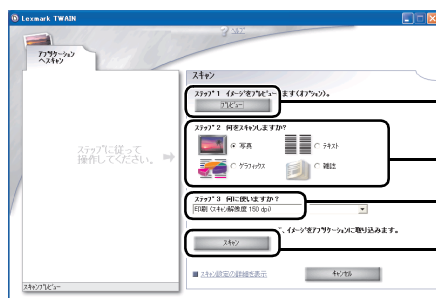 Lexmark TWAIN
? ヘルプ
アプリケーション
へスキャン
スキャン
ステップ 1 イメージをプレビュー ます(オプション)。
プレビュー
ステップ 2 何をスキャンしますか?
写真
テキスト
グラフィックス
雑誌
ステップに従って
操作してください。
ステップ 3 何に使いますか?
印刷 (スキャン解像度 150 dpi)
、イメージをアプリケーションに取り込みます。
スキャン
スキャン設定の詳細を表示
キャンセル
スキャンプレビュー